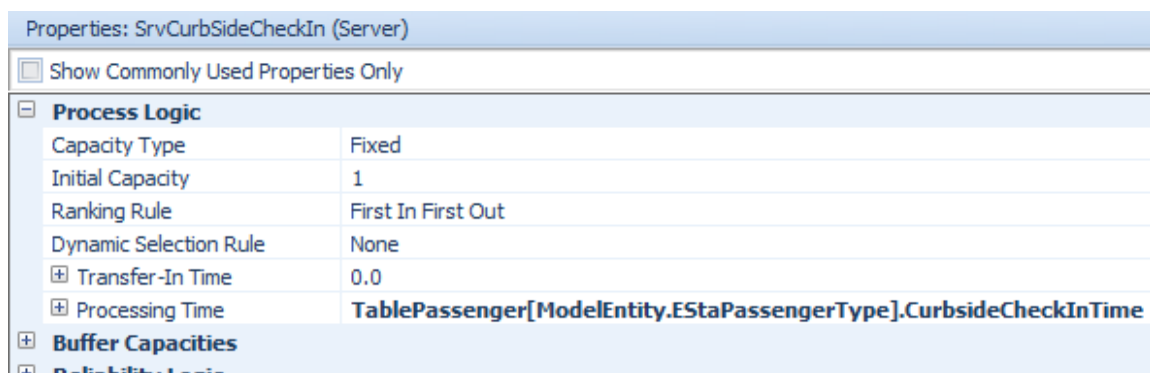 Properties: SrvCurbSideCheckIn (Server)
Show Commonly Used Properties Only
Process Logic
Capacity Type Fixed
Initial Capacity 1
Ranking Rule First In First Out
Dynamic Selection Rule None
Transfer-In Time 0.0
Processing Time TablePassenger[ModelEntity.EStaPassengerType].CurbsideCheckInTime
Buffer Capacities
Reliability Logic